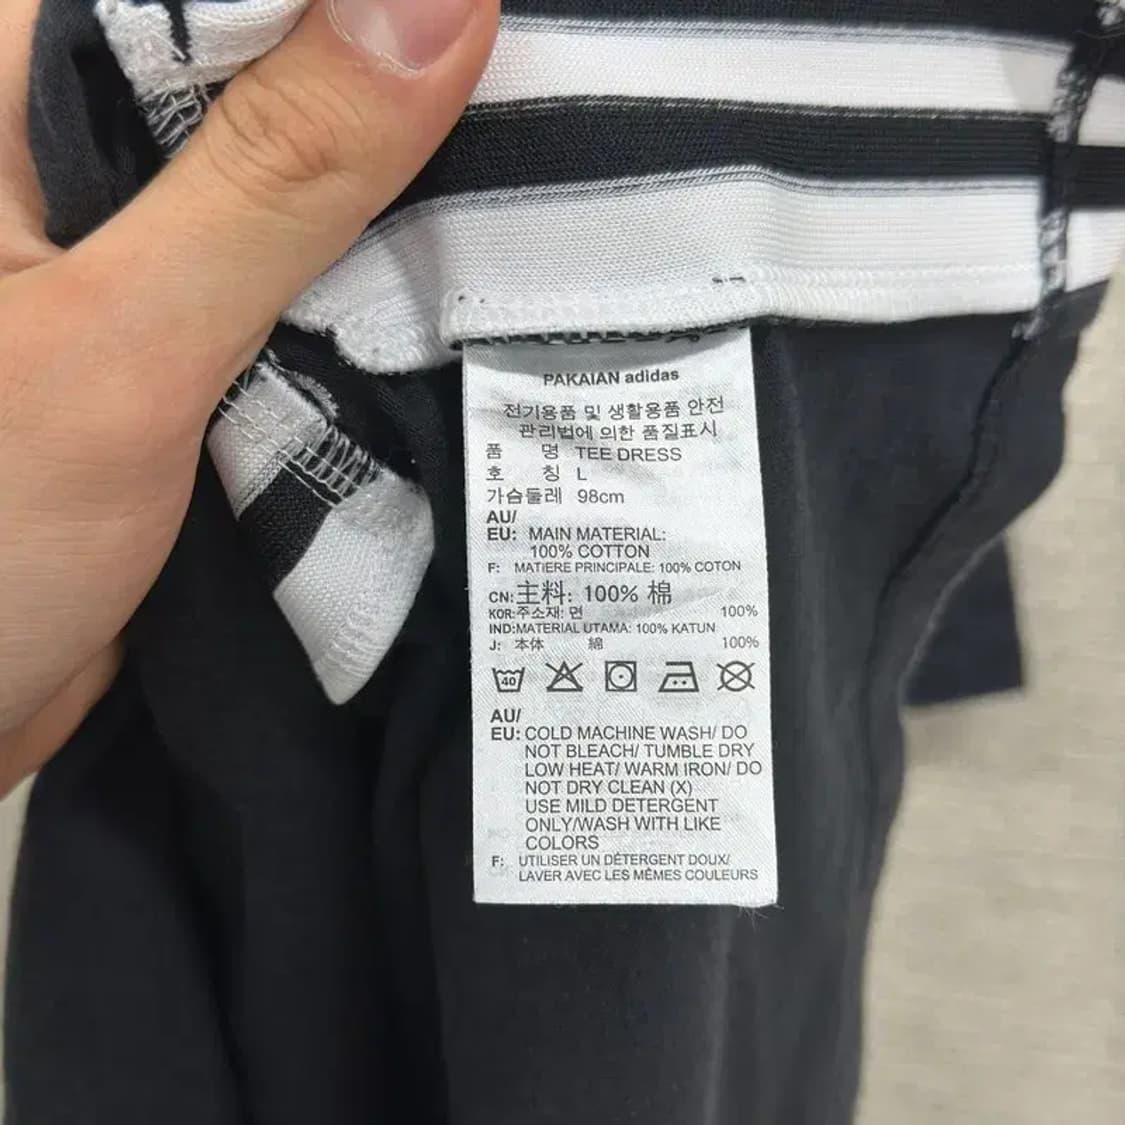 PAKAIAN adidas
전기용품 및 생활용품 안전
관리법에 의한 품질표시
품 명 TEE DRESS
호 칭 L
가슴둘레 98cm
AU/
EU: MAIN MATERIAL:
100% COTTON
F: MATIERE PRINCIPALE: 100% COTON
CN:主料: 100% 棉
KOR:주소재: 면 100%
IND:MATERIAL UTAMA: 100% KATUN
J: 本体 綿 100%
40
AU/
EU: COLD MACHINE WASH/ DO
NOT BLEACH/ TUMBLE DRY
LOW HEAT/ WARM IRON/ DO
NOT DRY CLEAN (X)
USE MILD DETERGENT
ONLY/WASH WITH LIKE
COLORS
F: UTILISER UN DÉTERGENT DOUX/
LAVER AVEC LES MÊMES COULEURS